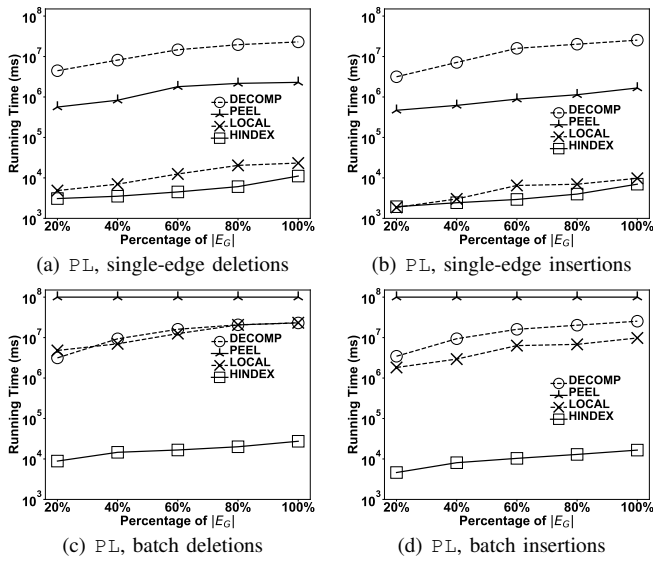 10^8
10^7
10^6
10^5
10^4
10^3
Running Time (ms)
DECOMP
PEEL
LOCAL
HINDEX
20% 40% 60% 80% 100%
Percentage of |E_G|
(a) PL, single-edge deletions
10^8
10^7
10^6
10^5
10^4
10^3
Running Time (ms)
DECOMP
PEEL
LOCAL
HINDEX
20% 40% 60% 80% 100%
Percentage of |E_G|
(b) PL, single-edge insertions
10^8
10^7
10^6
10^5
10^4
10^3
Running Time (ms)
DECOMP
PEEL
LOCAL
HINDEX
20% 40% 60% 80% 100%
Percentage of |E_G|
(c) PL, batch deletions
10^8
10^7
10^6
10^5
10^4
10^3
Running Time (ms)
DECOMP
PEEL
LOCAL
HINDEX
20% 40% 60% 80% 100%
Percentage of |E_G|
(d) PL, batch insertions